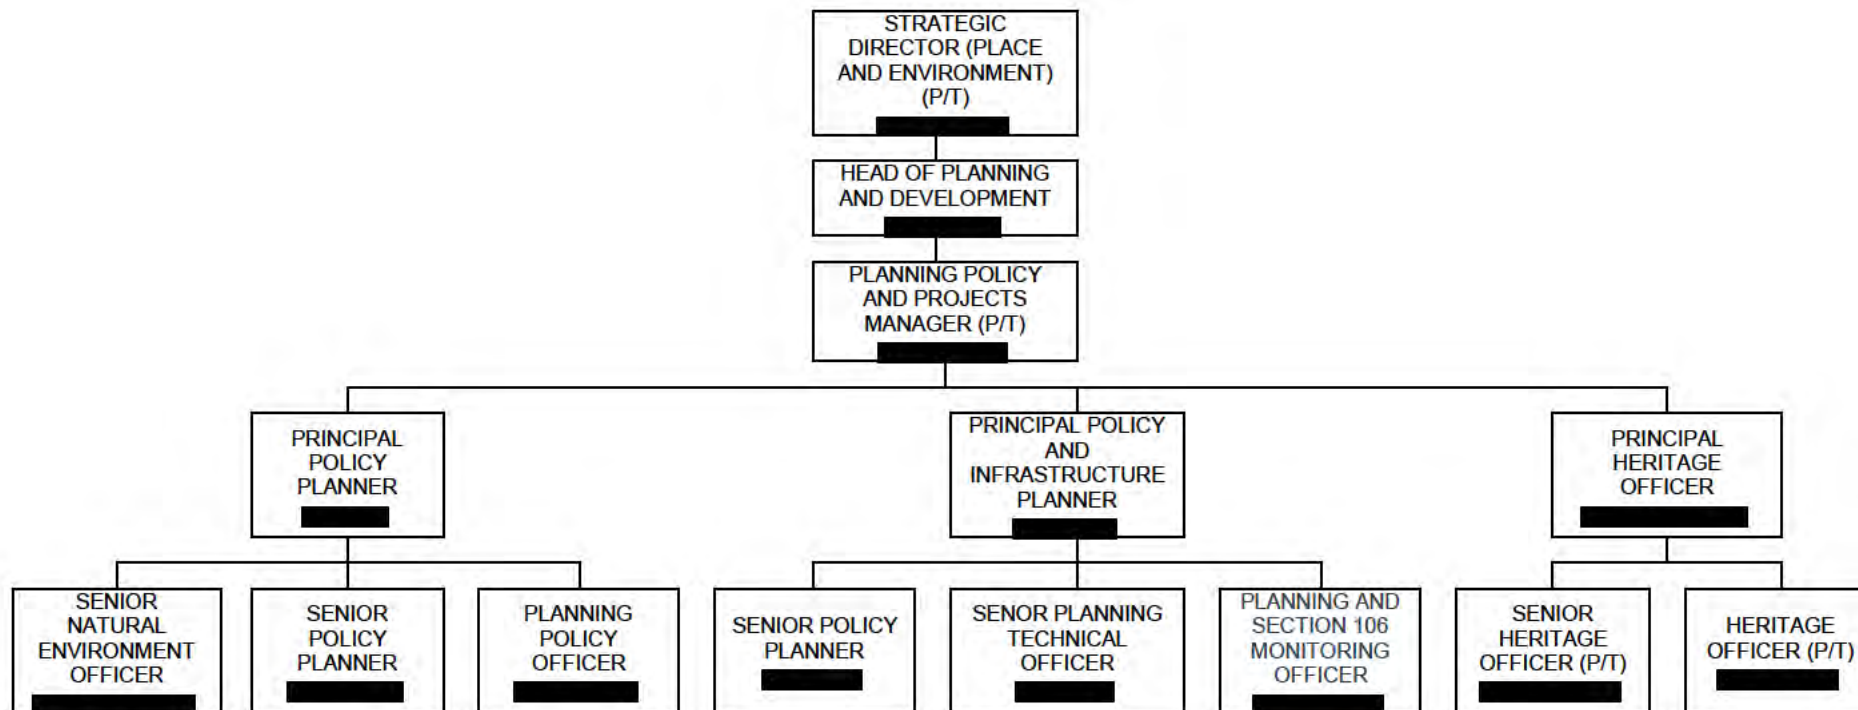 STRATEGIC
DIRECTOR (PLACE
AND ENVIRONMENT)
(P/T)
HEAD OF PLANNING
AND DEVELOPMENT
PLANNING POLICY
AND PROJECTS
MANAGER (P/T)
PRINCIPAL
POLICY
PLANNER
PRINCIPAL POLICY
AND
INFRASTRUCTURE
PLANNER
PRINCIPAL
HERITAGE
OFFICER
SENIOR
NATURAL
ENVIRONMENT
OFFICER
SENIOR
POLICY
PLANNER
PLANNING
POLICY
OFFICER
SENIOR POLICY
PLANNER
SENOR PLANNING
TECHNICAL
OFFICER
PLANNING AND
SECTION 106
MONITORING
OFFICER
SENIOR
HERITAGE
OFFICER (P/T)
HERITAGE
OFFICER (P/T)